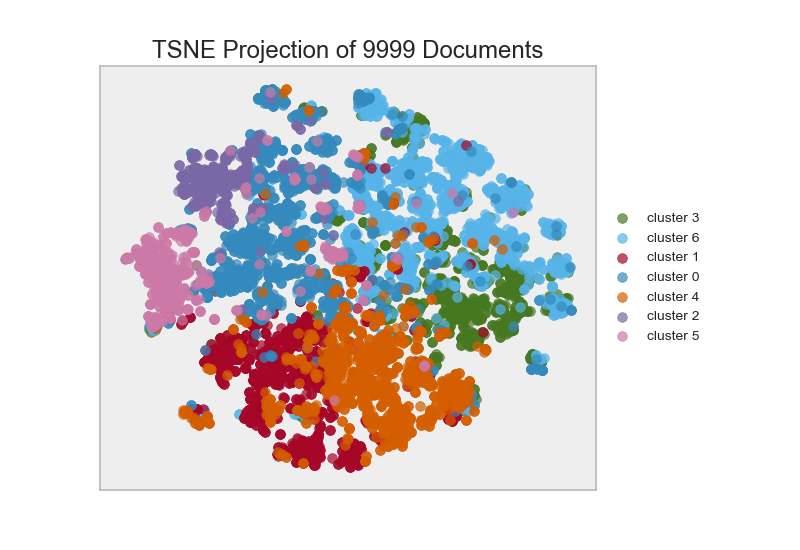 TSNE Projection of 9999 Documents
cluster 3
cluster 6
cluster 1
cluster 0
cluster 4
cluster 2
cluster 5